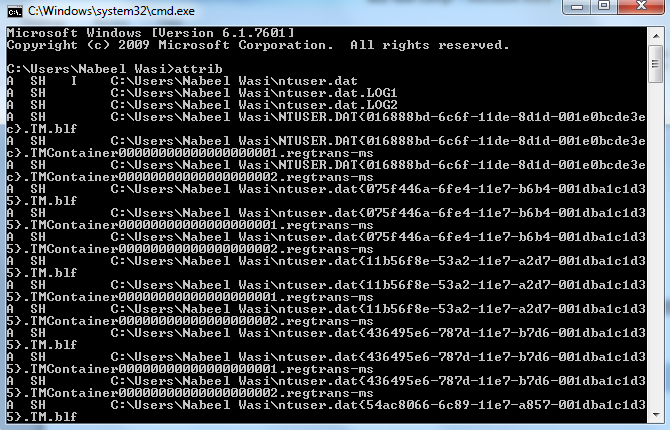 C:\Windows\system32\cmd.exe
Microsoft Windows [Version 6.1.7601]
Copyright (c) 2009 Microsoft Corporation.  All rights reserved.
C:\Users\Nabeel Wasi>attrib
A  SH   I    C:\Users\Nabeel Wasi\ntuser.dat
A  SH        C:\Users\Nabeel Wasi\ntuser.dat.LOG1
A  SH        C:\Users\Nabeel Wasi\ntuser.dat.LOG2
A  SH        C:\Users\Nabeel Wasi\NTUSER.DAT{016888bd-6c6f-11de-8d1d-001e0bcde3e
c}.TM.blf
A  SH        C:\Users\Nabeel Wasi\NTUSER.DAT{016888bd-6c6f-11de-8d1d-001e0bcde3e
c}.TMContainer00000000000000000001.regtrans-ms
A  SH        C:\Users\Nabeel Wasi\NTUSER.DAT{016888bd-6c6f-11de-8d1d-001e0bcde3e
c}.TMContainer00000000000000000002.regtrans-ms
A  SH        C:\Users\Nabeel Wasi\ntuser.dat{075f446a-6fe4-11e7-b6b4-001dba1c1d3
5}.TM.blf
A  SH        C:\Users\Nabeel Wasi\ntuser.dat{075f446a-6fe4-11e7-b6b4-001dba1c1d3
5}.TMContainer00000000000000000001.regtrans-ms
A  SH        C:\Users\Nabeel Wasi\ntuser.dat{075f446a-6fe4-11e7-b6b4-001dba1c1d3
5}.TMContainer00000000000000000002.regtrans-ms
A  SH        C:\Users\Nabeel Wasi\ntuser.dat{11b56f8e-53a2-11e7-a2d7-001dba1c1d3
5}.TM.blf
A  SH        C:\Users\Nabeel Wasi\ntuser.dat{11b56f8e-53a2-11e7-a2d7-001dba1c1d3
5}.TMContainer00000000000000000001.regtrans-ms
A  SH        C:\Users\Nabeel Wasi\ntuser.dat{11b56f8e-53a2-11e7-a2d7-001dba1c1d3
5}.TMContainer00000000000000000002.regtrans-ms
A  SH        C:\Users\Nabeel Wasi\ntuser.dat{436495e6-787d-11e7-b7d6-001dba1c1d3
5}.TM.blf
A  SH        C:\Users\Nabeel Wasi\ntuser.dat{436495e6-787d-11e7-b7d6-001dba1c1d3
5}.TMContainer00000000000000000001.regtrans-ms
A  SH        C:\Users\Nabeel Wasi\ntuser.dat{436495e6-787d-11e7-b7d6-001dba1c1d3
5}.TMContainer00000000000000000002.regtrans-ms
A  SH        C:\Users\Nabeel Wasi\ntuser.dat{54ac8066-6c89-11e7-a857-001dba1c1d3
5}.TM.blf